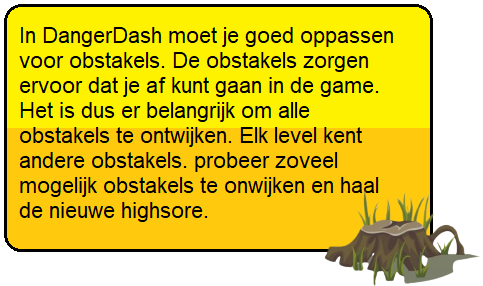 In DangerDash moet je goed oppassen
voor obstakels. De obstakels zorgen
ervoor dat je af kunt gaan in de game.
Het is dus er belangrijk om alle
obstakels te ontwijken. Elk level kent
andere obstakels. probeer zoveel
mogelijk obstakels te onwijken en haal
de nieuwe highsore.